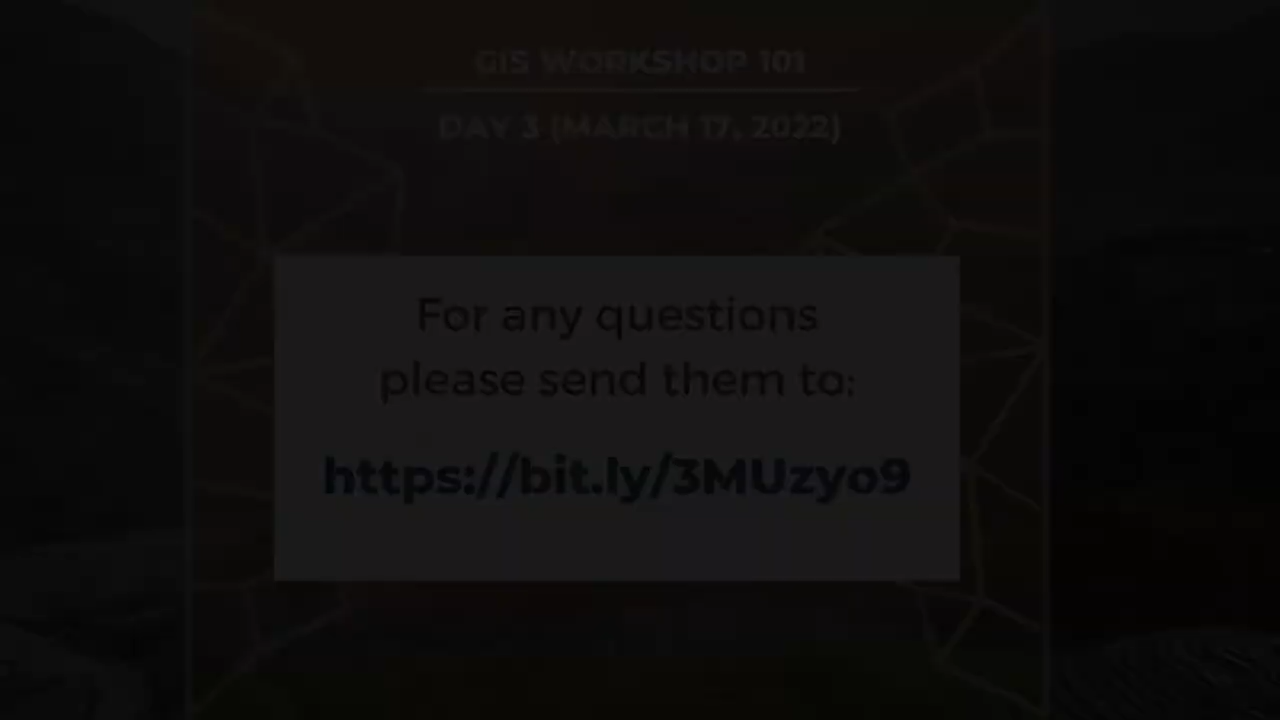 GIS WORKSHOP 101
DAY 3 (MARCH 17, 2022)
For any questions
please send them to:
https://bit.ly/3MUzyo9